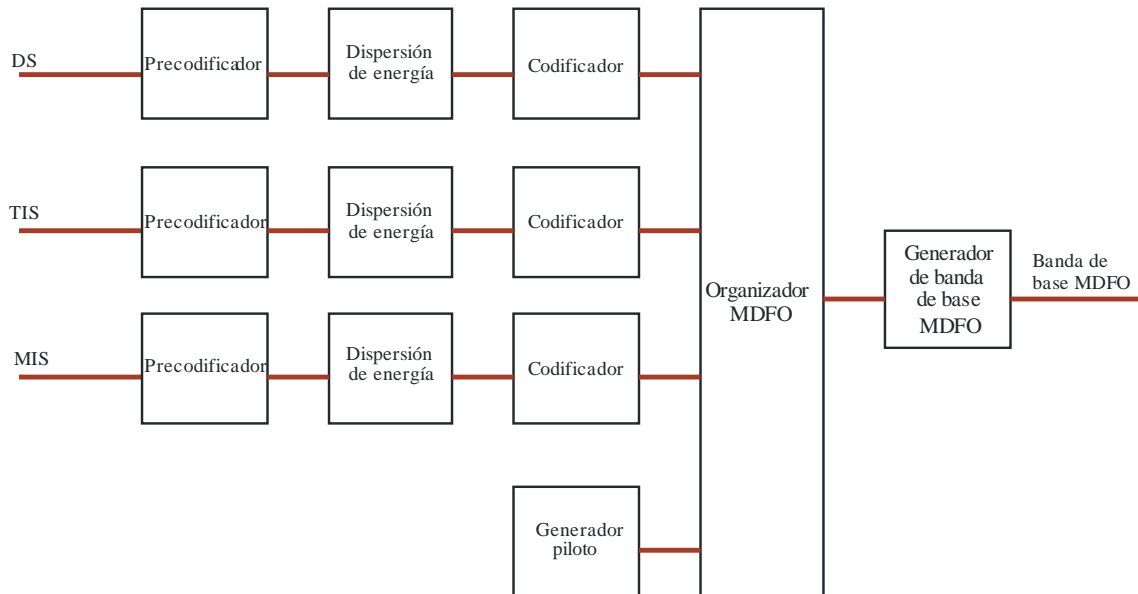 DS
Precodificador
Dispersión
de energía
Codificador
TIS
Precodificador
Dispersión
de energía
Codificador
MIS
Precodificador
Dispersión
de energía
Codificador
Generador
piloto
Organizador
MDFO
Generador
de banda
de base
MDFO
Banda de
base MDFO